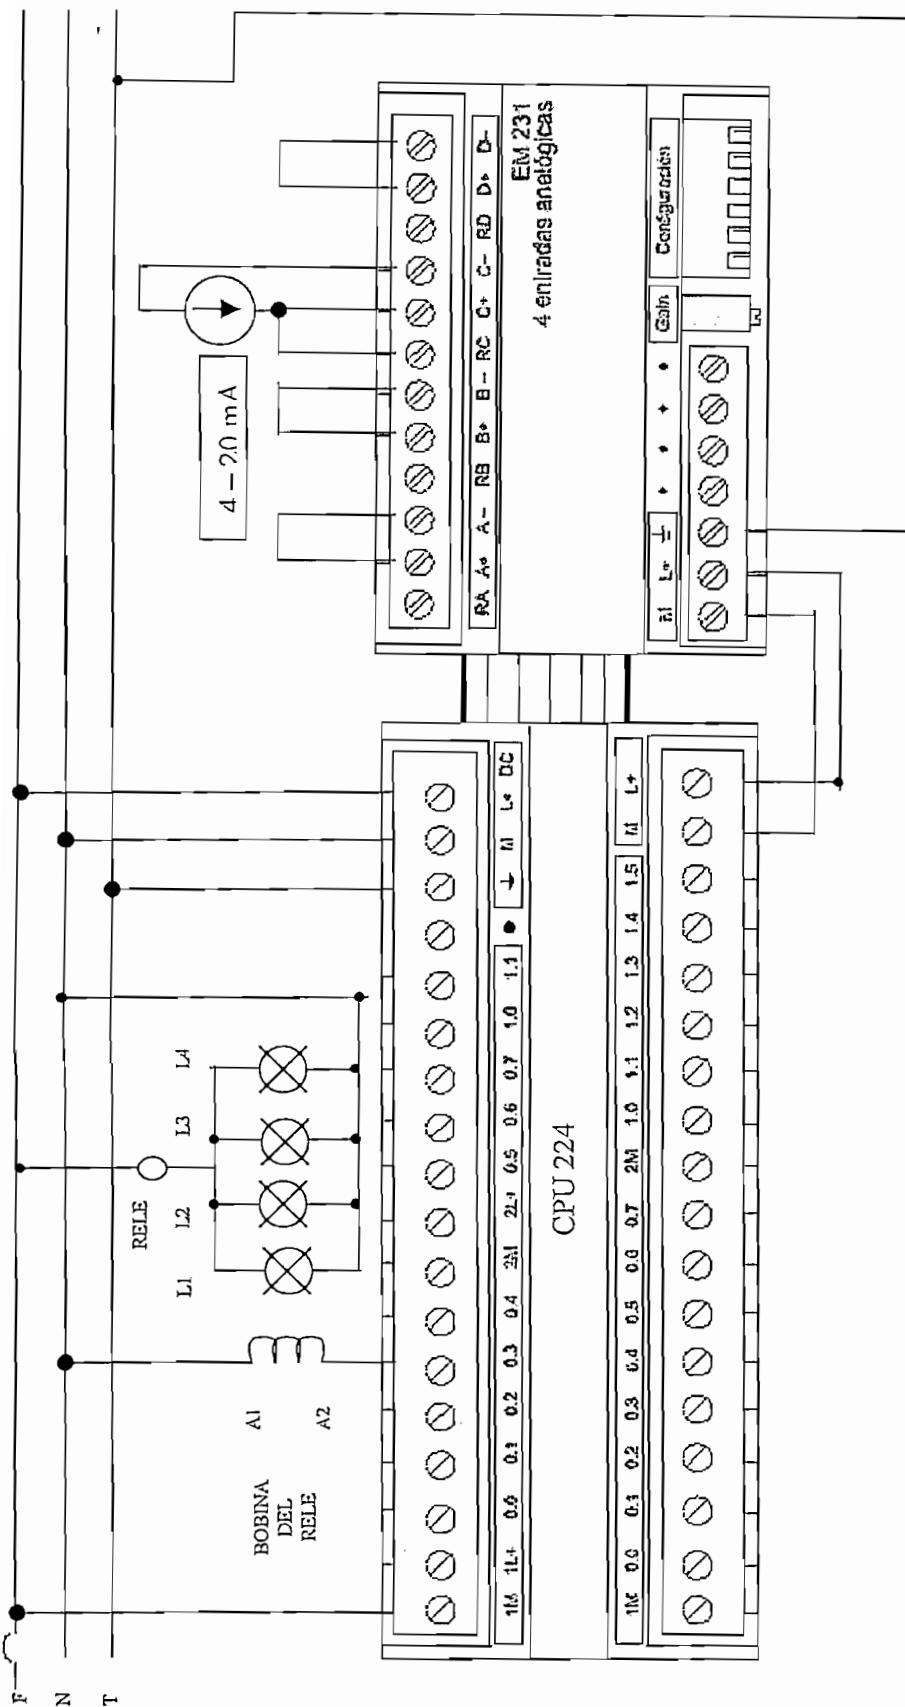 F
N
T
BOBINA
DEL
RELE
A1
A2
RELE
L1
L2
L3
L4
4 – 20 mA
1M 1L+ 0.0 0.1 0.2 0.3 0.4 2M 2L+ 0.5 0.6 0.7 1.0 1.1 • ⏚ M L+ DC
CPU 224
1M 0.0 0.1 0.2 0.3 0.4 0.5 0.6 0.7 2M 1.0 1.1 1.2 1.3 1.4 1.5 M L+
RA A+ A– RB B+ B– RC C+ C– RD D+ D–
EM 231
4 entradas analógicas
M L+ ⏚ • • • • Gain Configuración